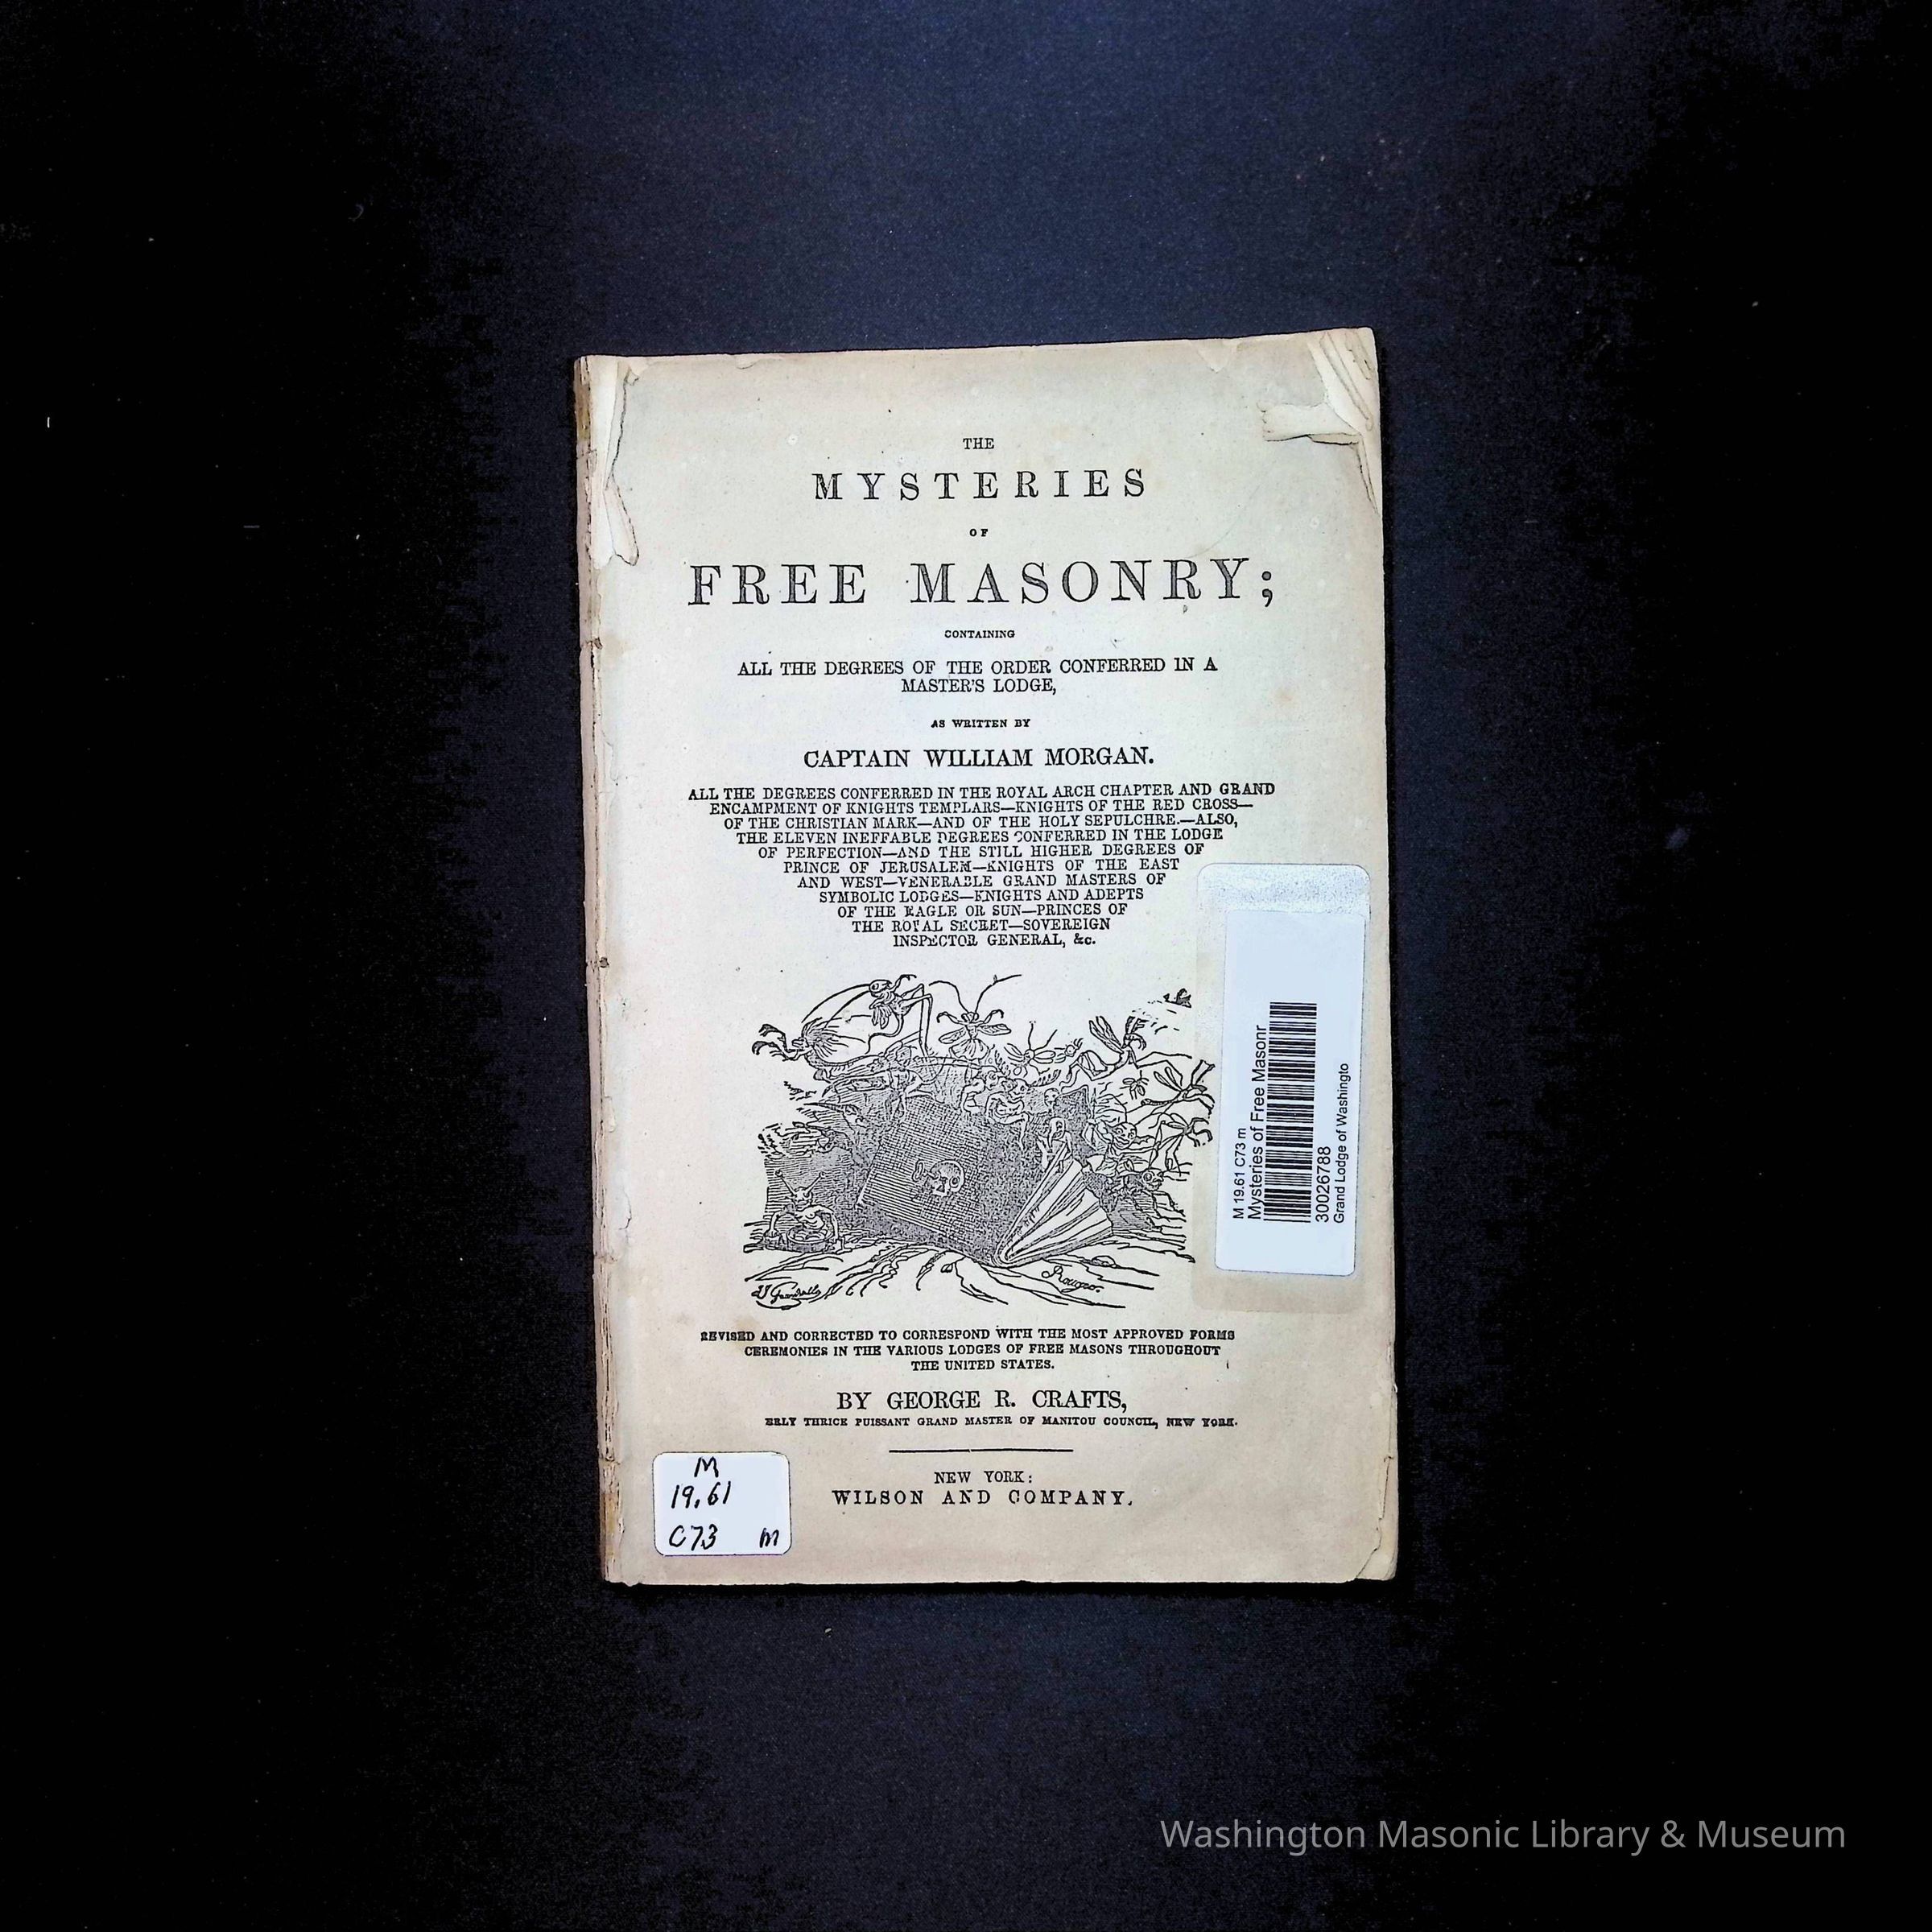 THE
MYSTERIES
OF
FREE MASONRY;
CONTAINING
ALL THE DEGREES OF THE ORDER CONFERRED IN A
MASTER'S LODGE,
AS WRITTEN BY
CAPTAIN WILLIAM MORGAN.
ALL THE DEGREES CONFERRED IN THE ROYAL ARCH CHAPTER AND GRAND
ENCAMPMENT OF KNIGHTS TEMPLARS—KNIGHTS OF THE RED CROSS—
OF THE CHRISTIAN MARK—AND OF THE HOLY SEPULCHRE.—ALSO,
THE ELEVEN INEFFABLE DEGREES CONFERRED IN THE LODGE
OF PERFECTION—AND THE STILL HIGHER DEGREES OF
PRINCE OF JERUSALEM—KNIGHTS OF THE EAST
AND WEST—VENERABLE GRAND MASTERS OF
SYMBOLIC LODGES—KNIGHTS AND ADEPTS
OF THE EAGLE OR SUN—PRINCES OF
THE ROYAL SECRET—SOVEREIGN
INSPECTOR GENERAL, &c.
M 19.61 C73 m
Mysteries of Free Masonr
30026788
Grand Lodge of Washingto
Rouget.
REVISED AND CORRECTED TO CORRESPOND WITH THE MOST APPROVED FORMS
CEREMONIES IN THE VARIOUS LODGES OF FREE MASONS THROUGHOUT
THE UNITED STATES.
BY GEORGE R. CRAFTS,
ERLY THRICE PUISSANT GRAND MASTER OF MANITOU COUNCIL, NEW YORK.
NEW YORK:
WILSON AND COMPANY.
M
19.61
C73 m
Washington Masonic Library & Museum